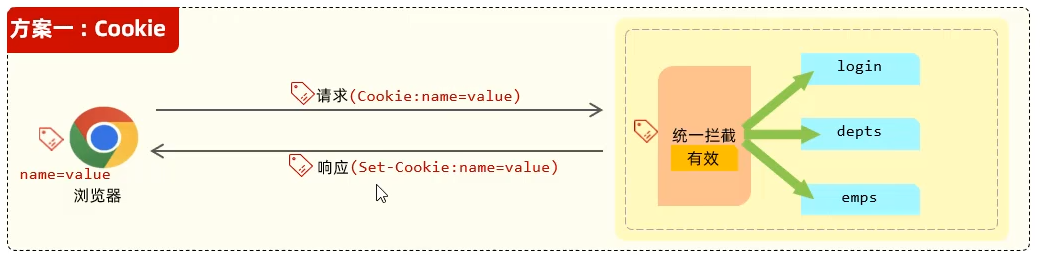 方案一：Cookie
请求(Cookie:name=value)
响应(Set-Cookie:name=value)
name=value
浏览器
统一拦截
有效
login
depts
emps